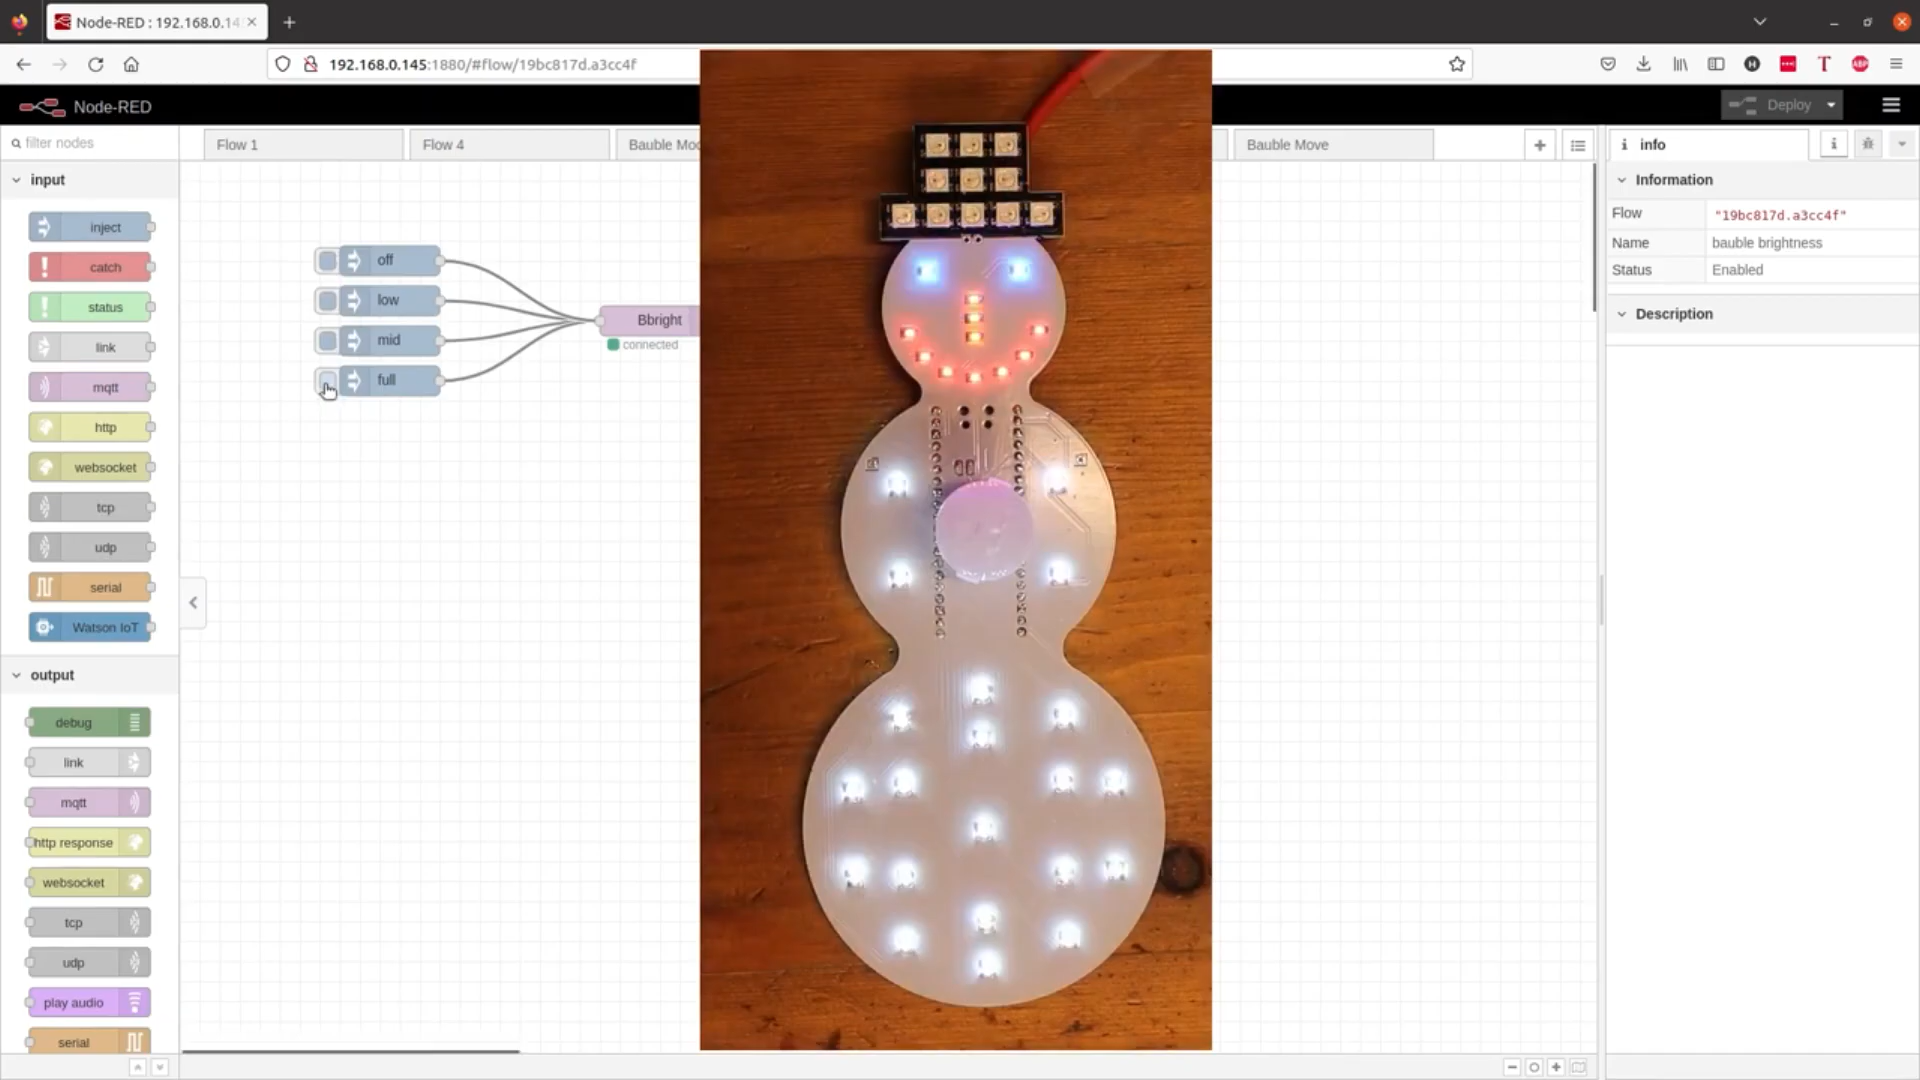 Node-RED : 192.168.0.14
192.168.0.145:1880/#flow/19bc817d.a3cc4f
ABP
Node-RED
Deploy
filter nodes
Flow 1
Flow 4
Bauble Mo
Bauble Move
info
input
inject
catch
status
link
mqtt
http
websocket
tcp
udp
serial
Watson IoT
output
debug
link
mqtt
http response
websocket
tcp
udp
play audio
serial
off
low
mid
full
Bbright
connected
Information
Flow
"19bc817d.a3cc4f"
Name
bauble brightness
Status
Enabled
Description